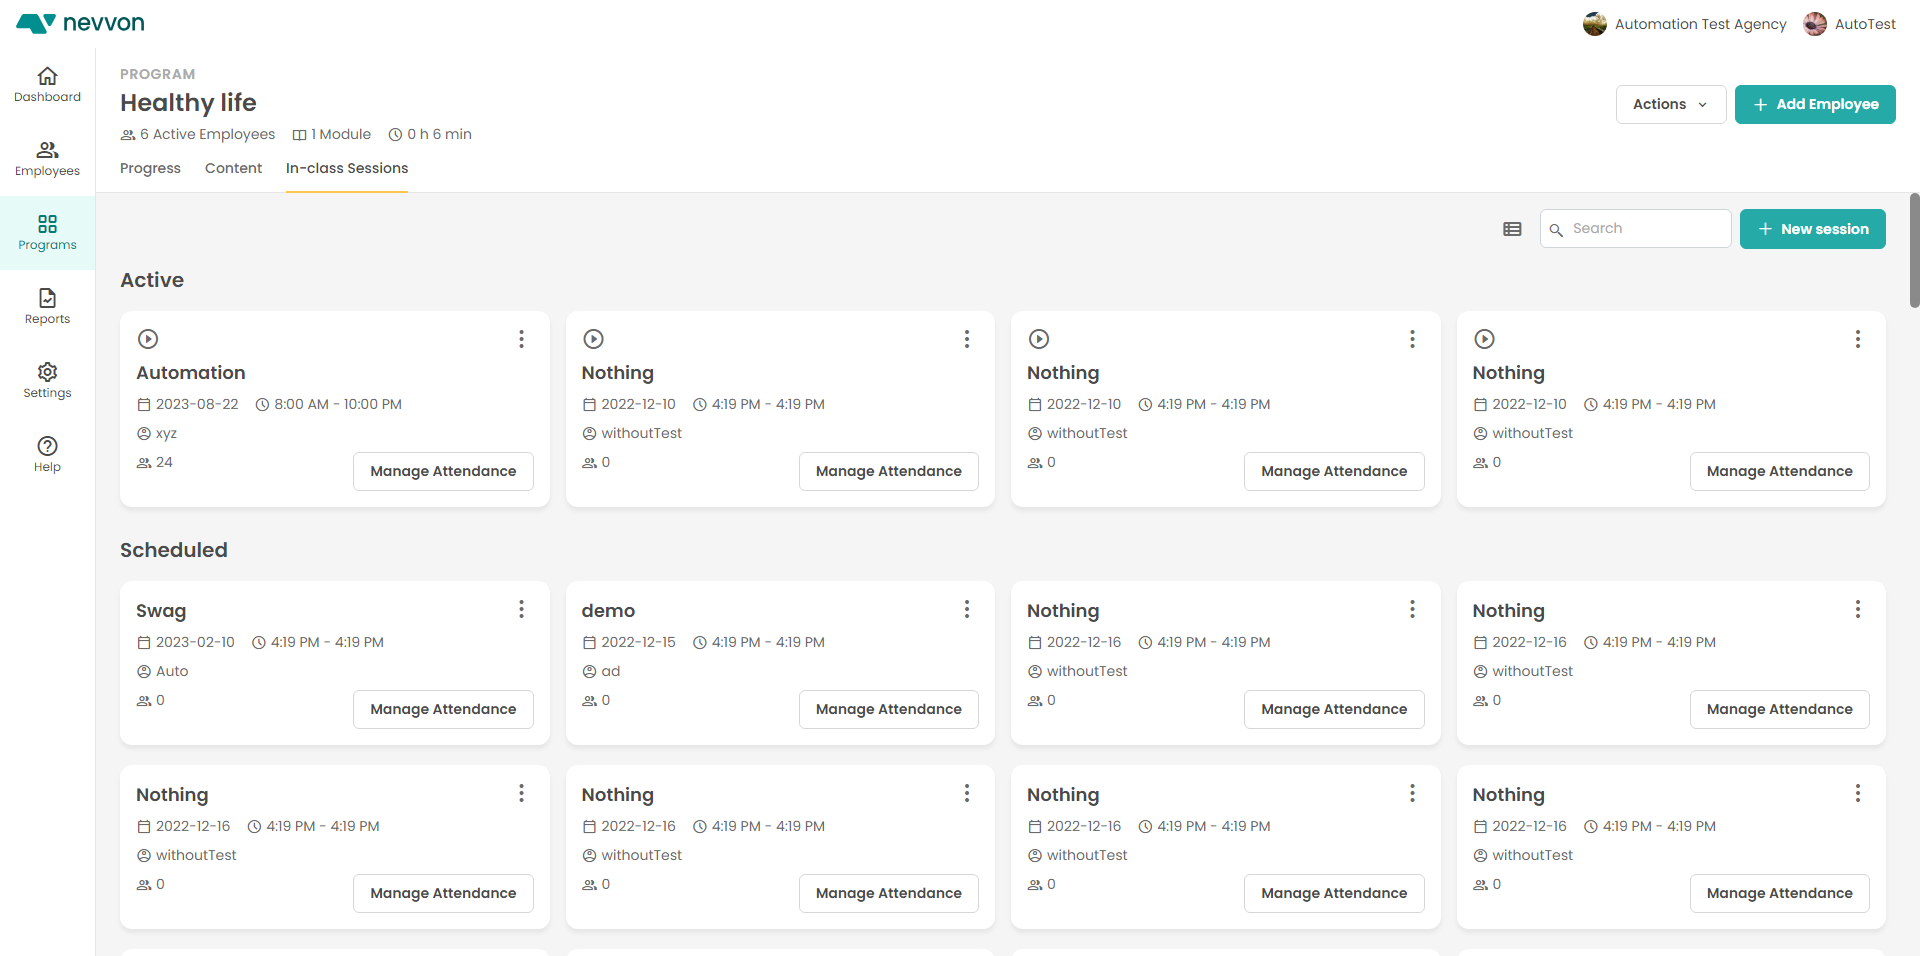 nevvon
Automation Test Agency
AutoTest
Dashboard
Employees
Programs
Reports
Settings
Help
PROGRAM
Healthy life
6 Active Employees 1 Module 0 h 6 min
Actions
Add Employee
Progress Content In-class Sessions
Search
New session
Active
Automation
2023-08-22 8:00 AM - 10:00 PM
xyz
24
Manage Attendance
Nothing
2022-12-10 4:19 PM - 4:19 PM
withoutTest
0
Manage Attendance
Nothing
2022-12-10 4:19 PM - 4:19 PM
withoutTest
0
Manage Attendance
Nothing
2022-12-10 4:19 PM - 4:19 PM
withoutTest
0
Manage Attendance
Scheduled
Swag
2023-02-10 4:19 PM - 4:19 PM
Auto
0
Manage Attendance
demo
2022-12-15 4:19 PM - 4:19 PM
ad
0
Manage Attendance
Nothing
2022-12-16 4:19 PM - 4:19 PM
withoutTest
0
Manage Attendance
Nothing
2022-12-16 4:19 PM - 4:19 PM
withoutTest
0
Manage Attendance
Nothing
2022-12-16 4:19 PM - 4:19 PM
withoutTest
0
Manage Attendance
Nothing
2022-12-16 4:19 PM - 4:19 PM
withoutTest
0
Manage Attendance
Nothing
2022-12-16 4:19 PM - 4:19 PM
withoutTest
0
Manage Attendance
Nothing
2022-12-16 4:19 PM - 4:19 PM
withoutTest
0
Manage Attendance